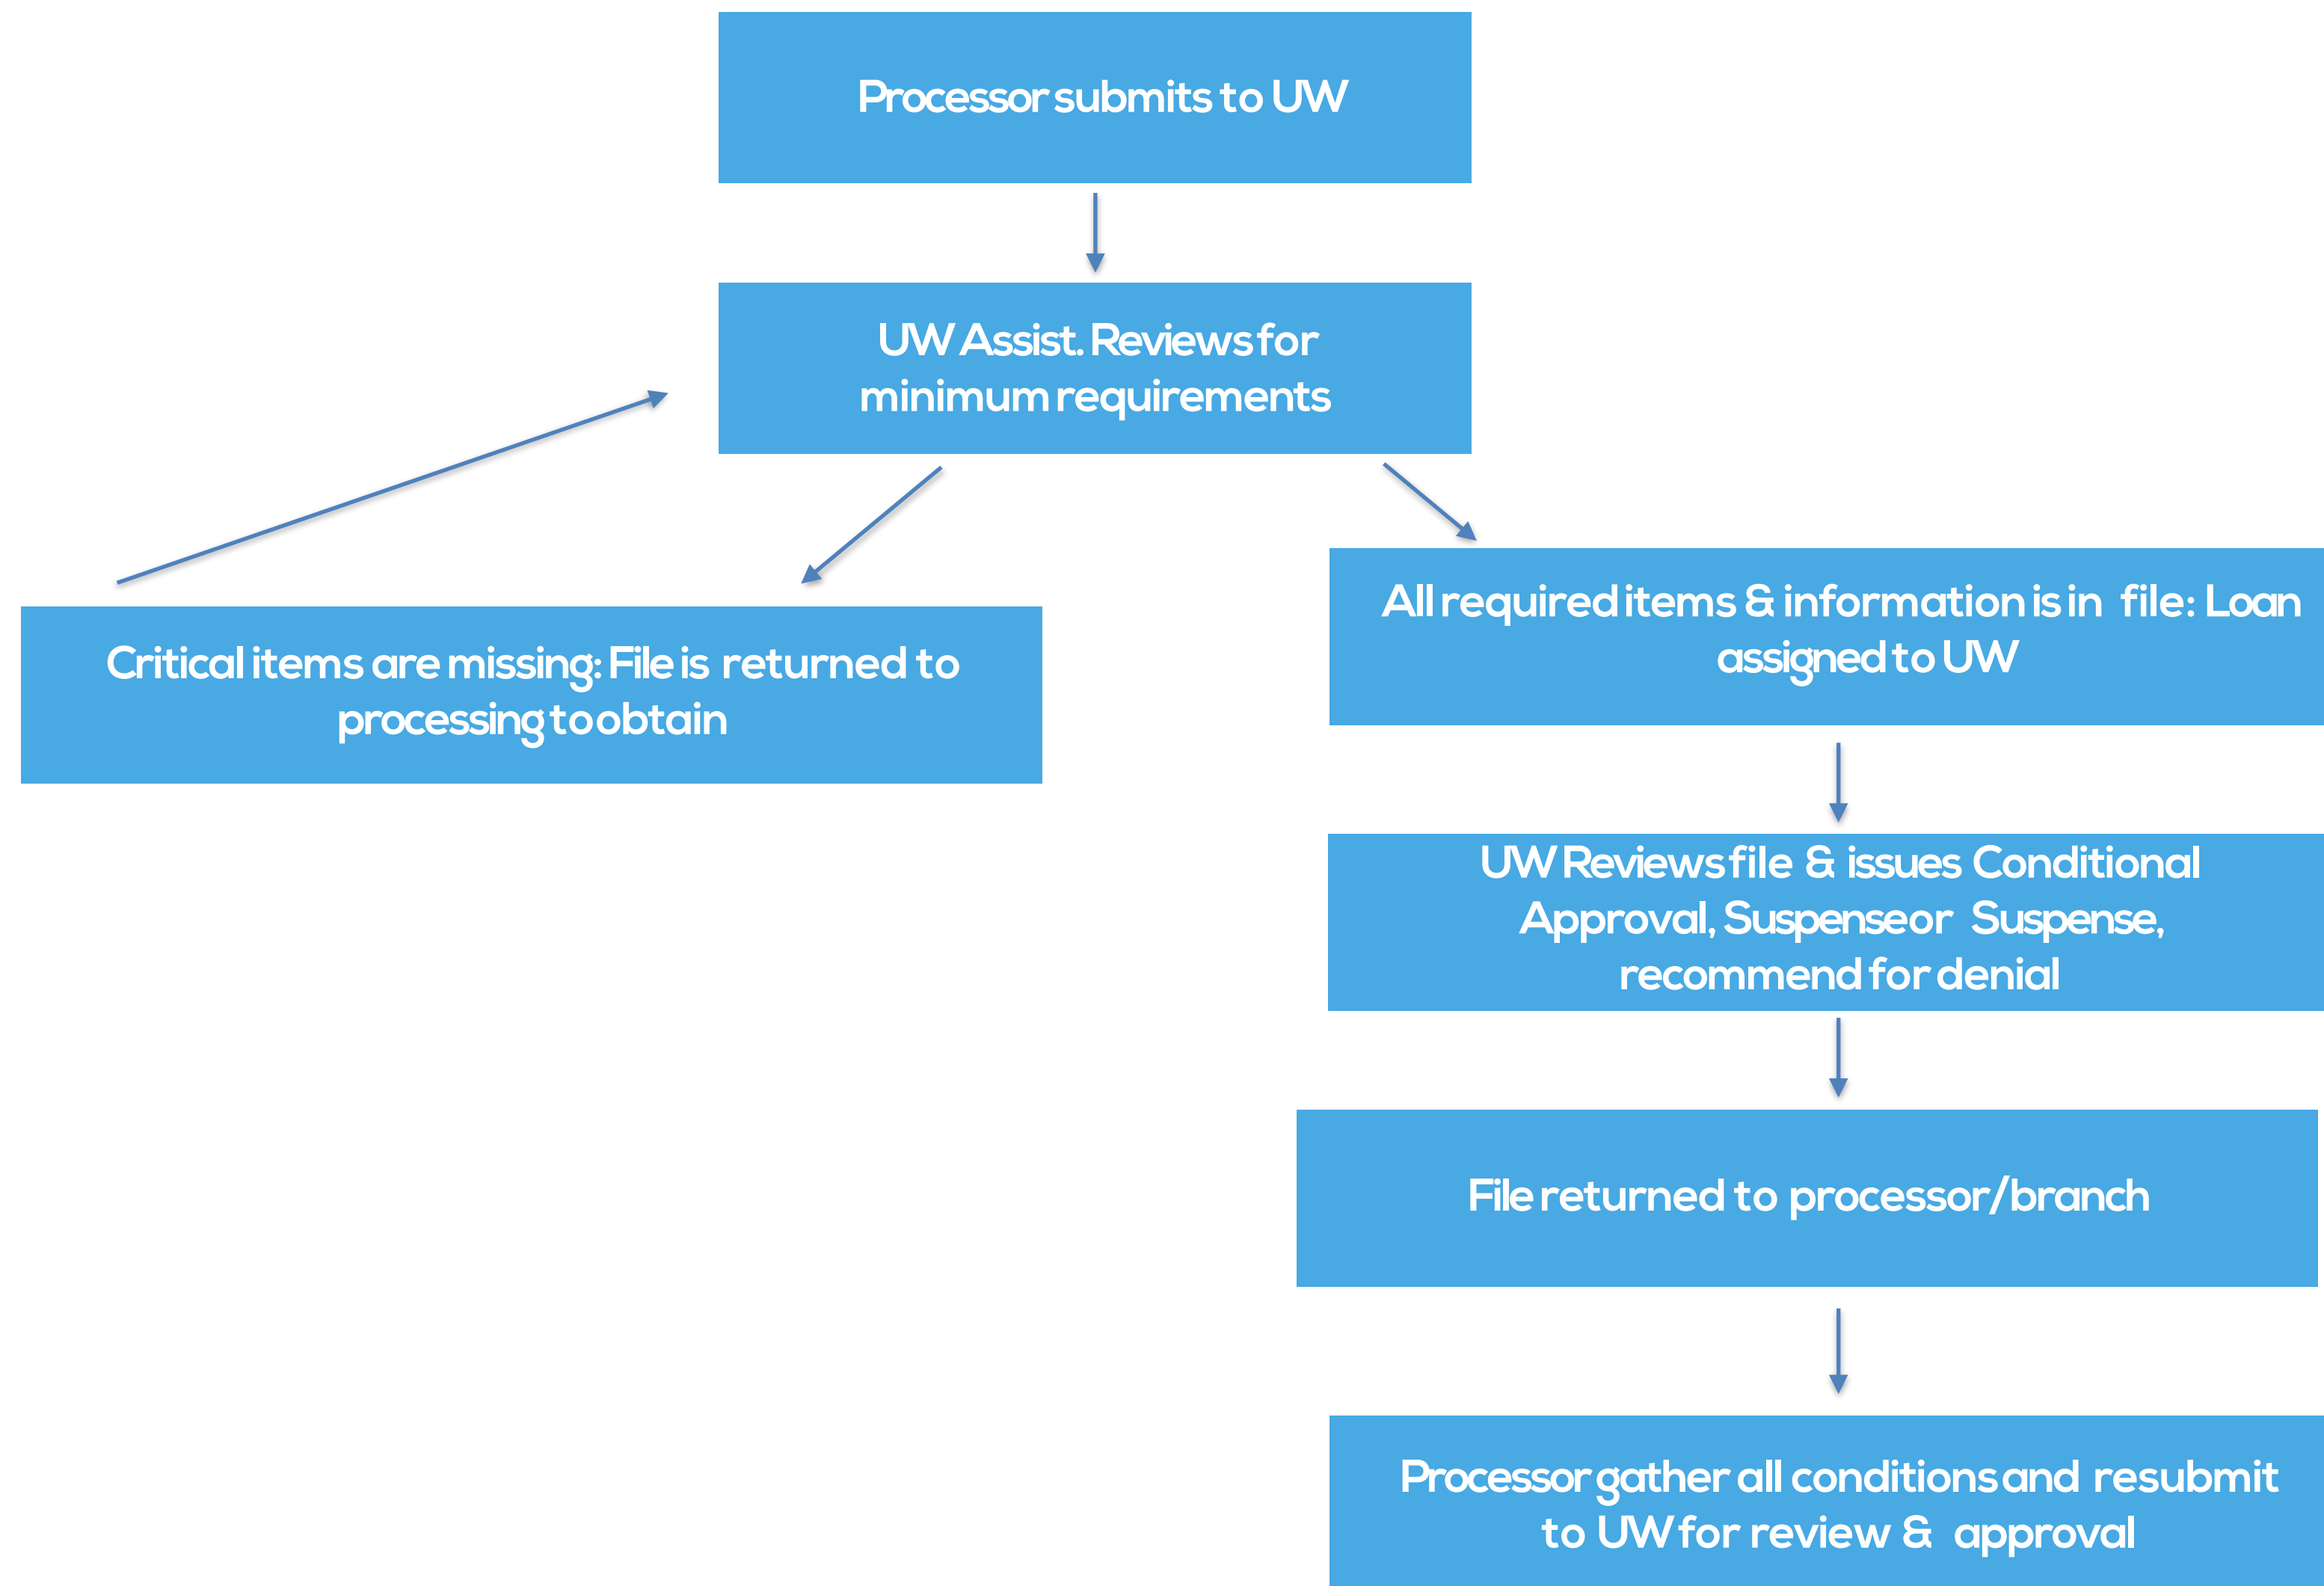 Processor submits to UW
UW Assist. Reviews for
minimum requirements
Critical items are missing: File is returned to
processing to obtain
All required items & information is in file: Loan
assigned to UW
UW Reviews file & issues Conditional
Approval, Suspense or Suspense,
recommend for denial
File returned to processor/branch
Processor gather all conditions and resubmit
to UW for review & approval